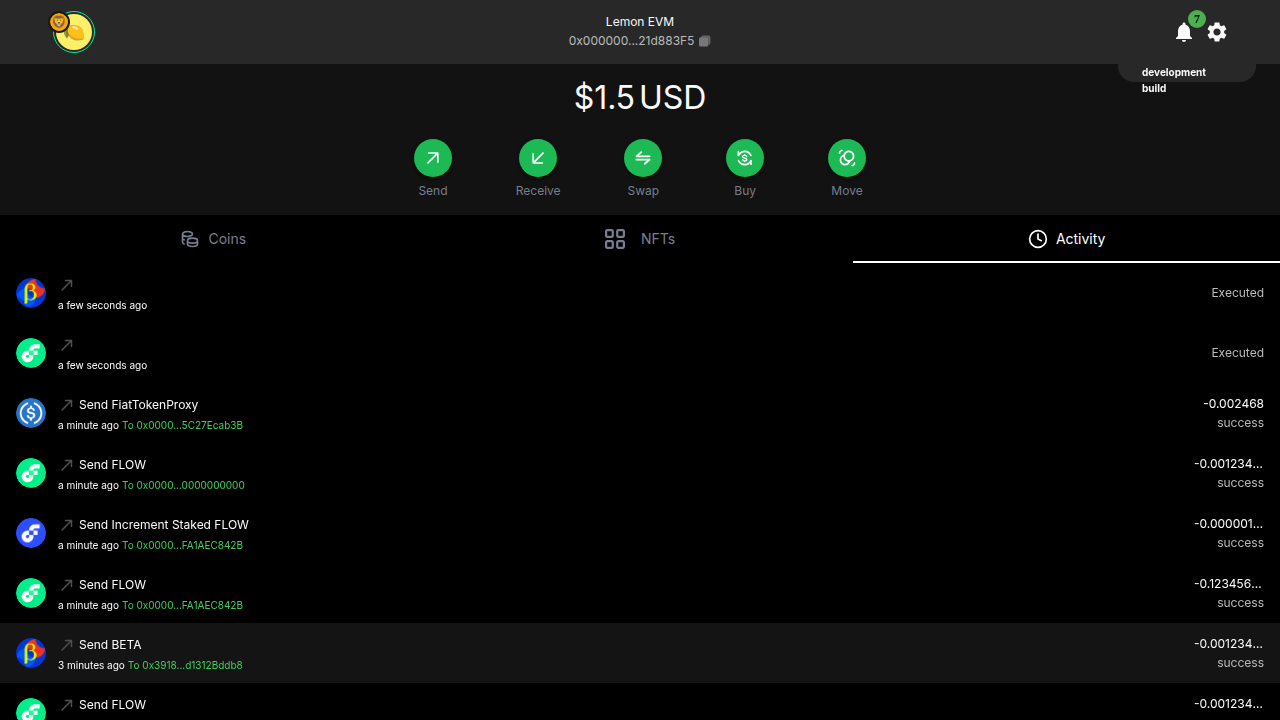 Lemon EVM
0x000000...21d883F5
7
development
build
$1.5 USD
Send
Receive
Swap
Buy
Move
Coins
NFTs
Activity
a few seconds ago
Executed
a few seconds ago
Executed
Send FiatTokenProxy
-0.002468
a minute ago To 0x0000...5C27Ecab3B
success
Send FLOW
-0.001234...
a minute ago To 0x0000...0000000000
success
Send Increment Staked FLOW
-0.000001...
a minute ago To 0x0000...FA1AEC842B
success
Send FLOW
-0.123456...
a minute ago To 0x0000...FA1AEC842B
success
Send BETA
-0.001234...
3 minutes ago To 0x3918...d1312Bddb8
success
Send FLOW
-0.001234...